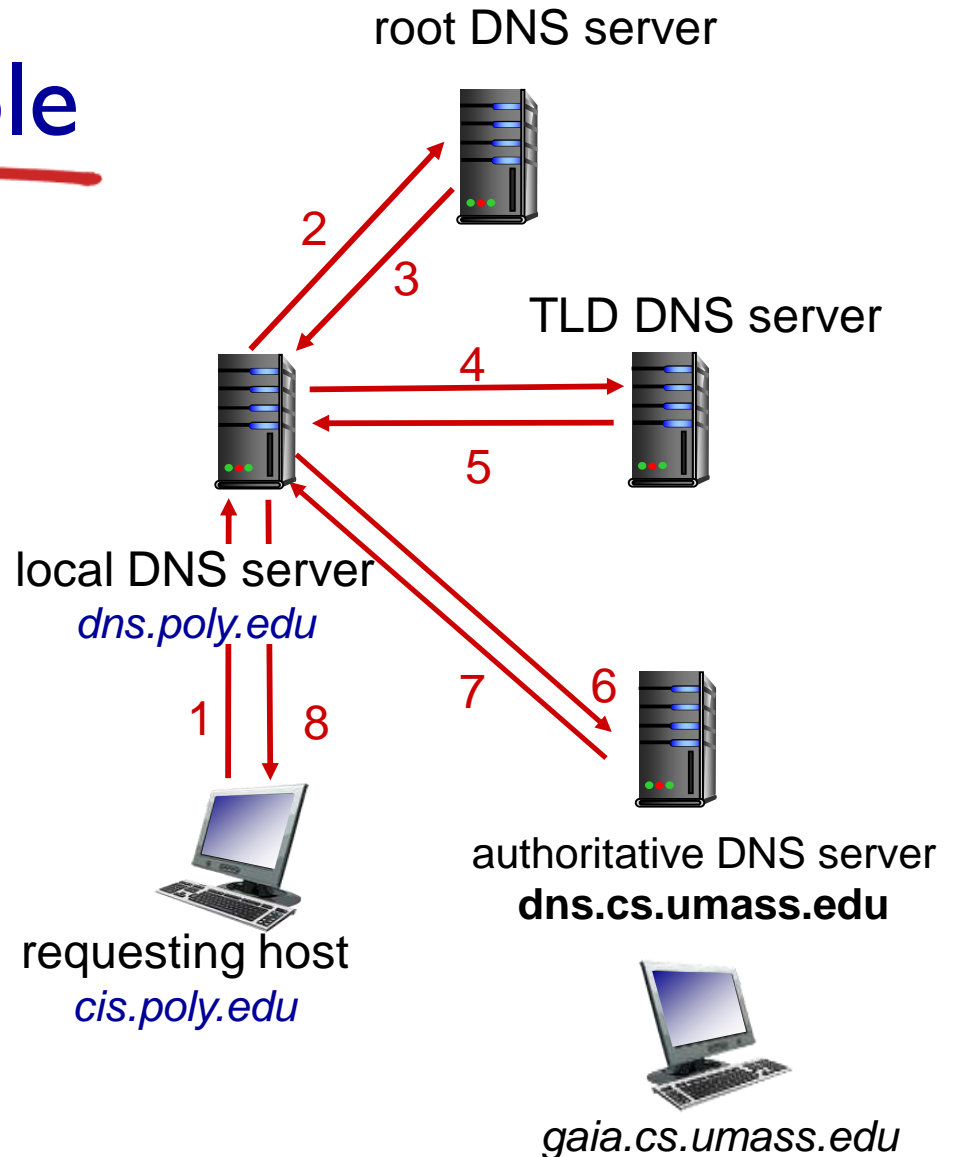 root DNS server
2
3
TLD DNS server
4
5
local DNS server
dns.poly.edu
1
8
7
6
authoritative DNS server
dns.cs.umass.edu
requesting host
cis.poly.edu
gaia.cs.umass.edu